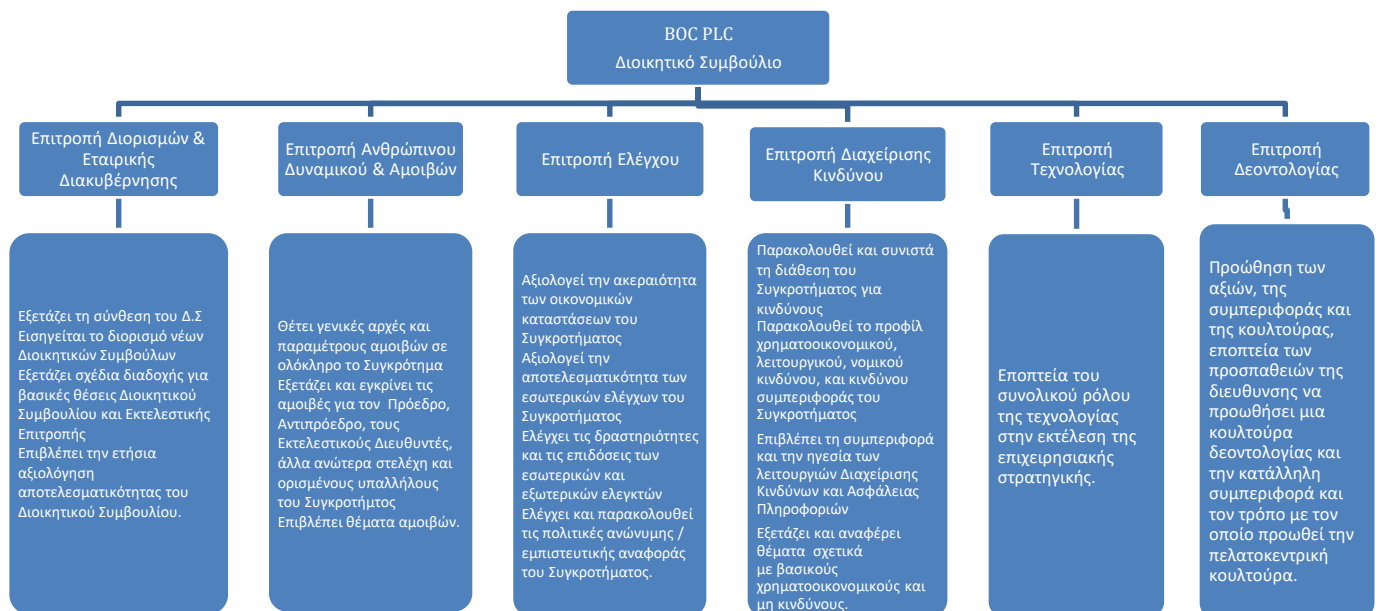 BOC PLC
Διοικητικό Συμβούλιο
Επιτροπή Διορισμών &
Εταιρικής
Διακυβέρνησης
Επιτροπή Ανθρώπινου
Δυναμικού & Αμοιβών
Επιτροπή Ελέγχου
Επιτροπή Διαχείρισης
Κινδύνου
Επιτροπή
Τεχνολογίας
Επιτροπή
Δεοντολογίας
Εξετάζει τη σύνθεση του Δ.Σ
Εισηγείται το διορισμό νέων
Διοικητικών Συμβούλων
Εξετάζει σχέδια διαδοχής για
βασικές θέσεις Διοικητικού
Συμβουλίου και Εκτελεστικής
Επιτροπής
Επιβλέπει την ετήσια
αξιολόγηση
αποτελεσματικότητας του
Διοικητικού Συμβουλίου.
Θέτει γενικές αρχές και
παραμέτρους αμοιβών σε
ολόκληρο το Συγκρότημα
Εξετάζει και εγκρίνει τις
αμοιβές για τον Πρόεδρο,
Αντιπρόεδρο, τους
Εκτελεστικούς Διευθυντές,
άλλα ανώτερα στελέχη και
ορισμένους υπαλλήλους
του Συγκροτήμτος
Επιβλέπει θέματα αμοιβών.
Αξιολογεί την ακεραιότητα
των οικονομικών
καταστάσεων του
Συγκροτήματος
Αξιολογεί την
αποτελεσματικότητα των
εσωτερικών ελέγχων του
Συγκροτήματος
Ελέγχει τις δραστηριότητες
και τις επιδόσεις των
εσωτερικών και
εξωτερικών ελεγκτών
Ελέγχει και παρακολουθεί
τις πολιτικές ανώνυμης /
εμπιστευτικής αναφοράς
του Συγκροτήματος.
Παρακολουθεί και συνιστά
τη διάθεση του
Συγκροτήματος για
κινδύνους
Παρακολουθεί το προφίλ
χρηματοοικονομικού,
λειτουργικού, νομικού
κινδύνου, και κινδύνου
συμπεριφοράς του
Συγκροτήματος
Επιβλέπει τη συμπεριφορά
και την ηγεσία των
λειτουργιών Διαχείρισης
Κινδύνων και Ασφάλειας
Πληροφοριών
Εξετάζει και αναφέρει
θέματα σχετικά
με βασικούς
χρηματοοικονομικούς και
μη κινδύνους.
Εποπτεία του
συνολικού ρόλου
της τεχνολογίας
στην εκτέλεση της
επιχειρησιακής
στρατηγικής.
Προώθηση των
αξιών, της
συμπεριφοράς και
της κουλτούρας,
εποπτεία των
προσπαθειών της
διευθυνσης να
προωθήσει μια
κουλτούρα
δεοντολογίας και
την κατάλληλη
συμπεριφορά και
τον τρόπο με τον
οποίο προωθεί την
πελατοκεντρική
κουλτούρα.